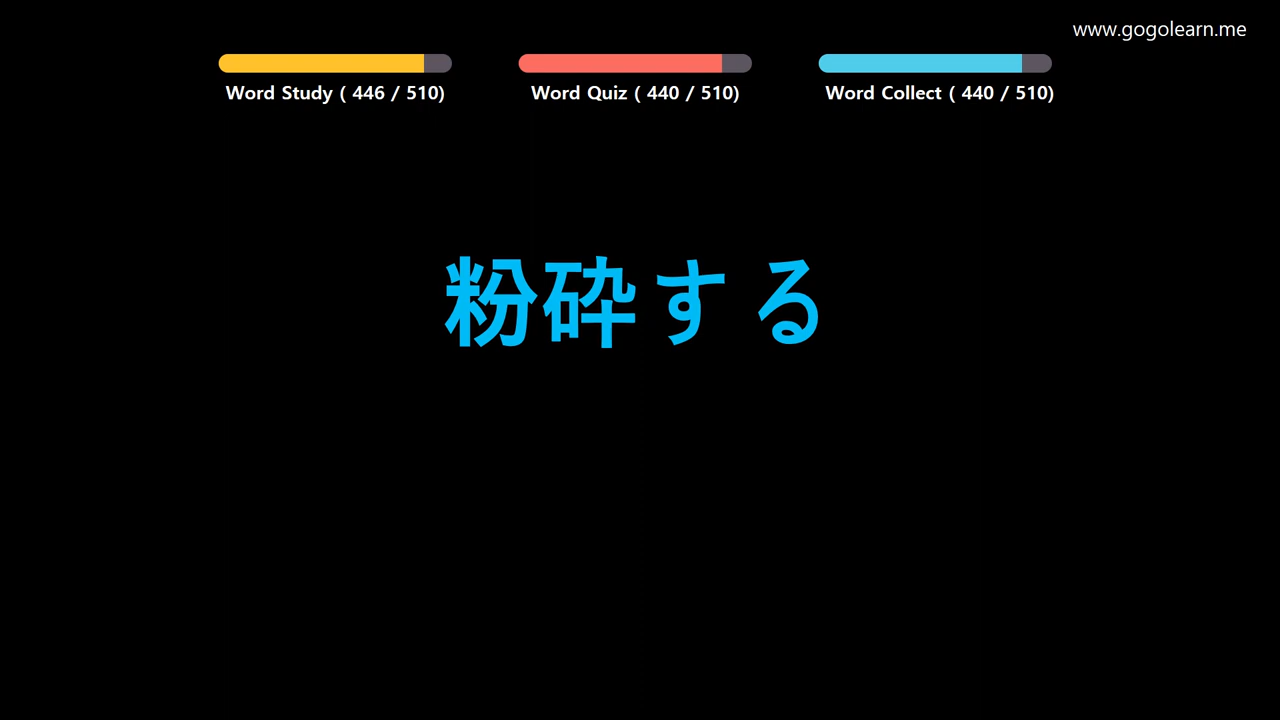 www.gogolearn.me
Word Study ( 446 / 510)
Word Quiz ( 440 / 510)
Word Collect ( 440 / 510)
粉砕する